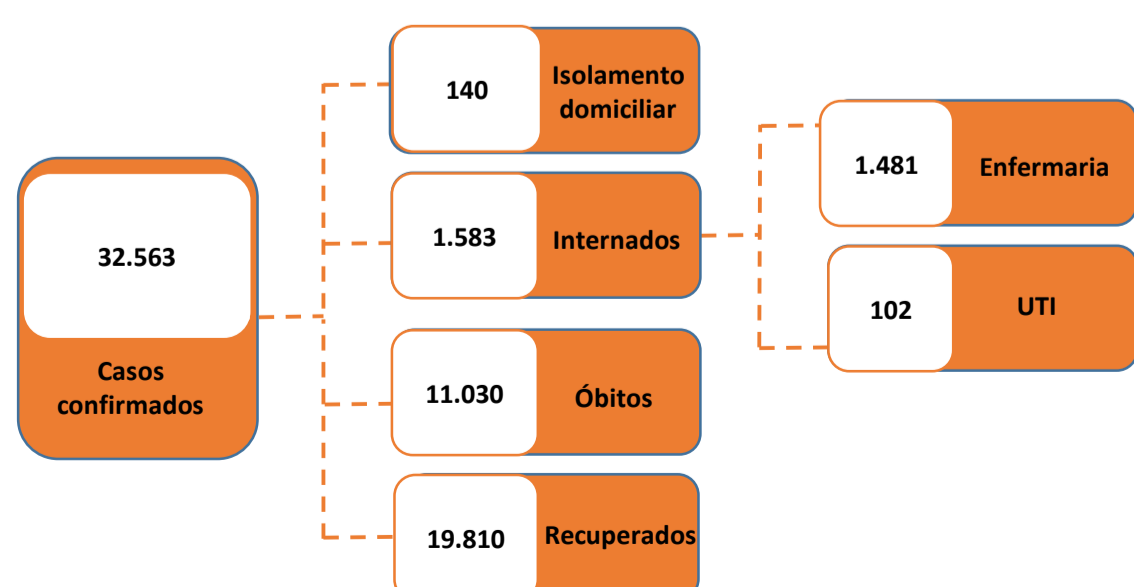 32.563
Casos
confirmados
140
Isolamento
domiciliar
1.583
Internados
11.030
Óbitos
19.810
Recuperados
1.481
Enfermaria
102
UTI